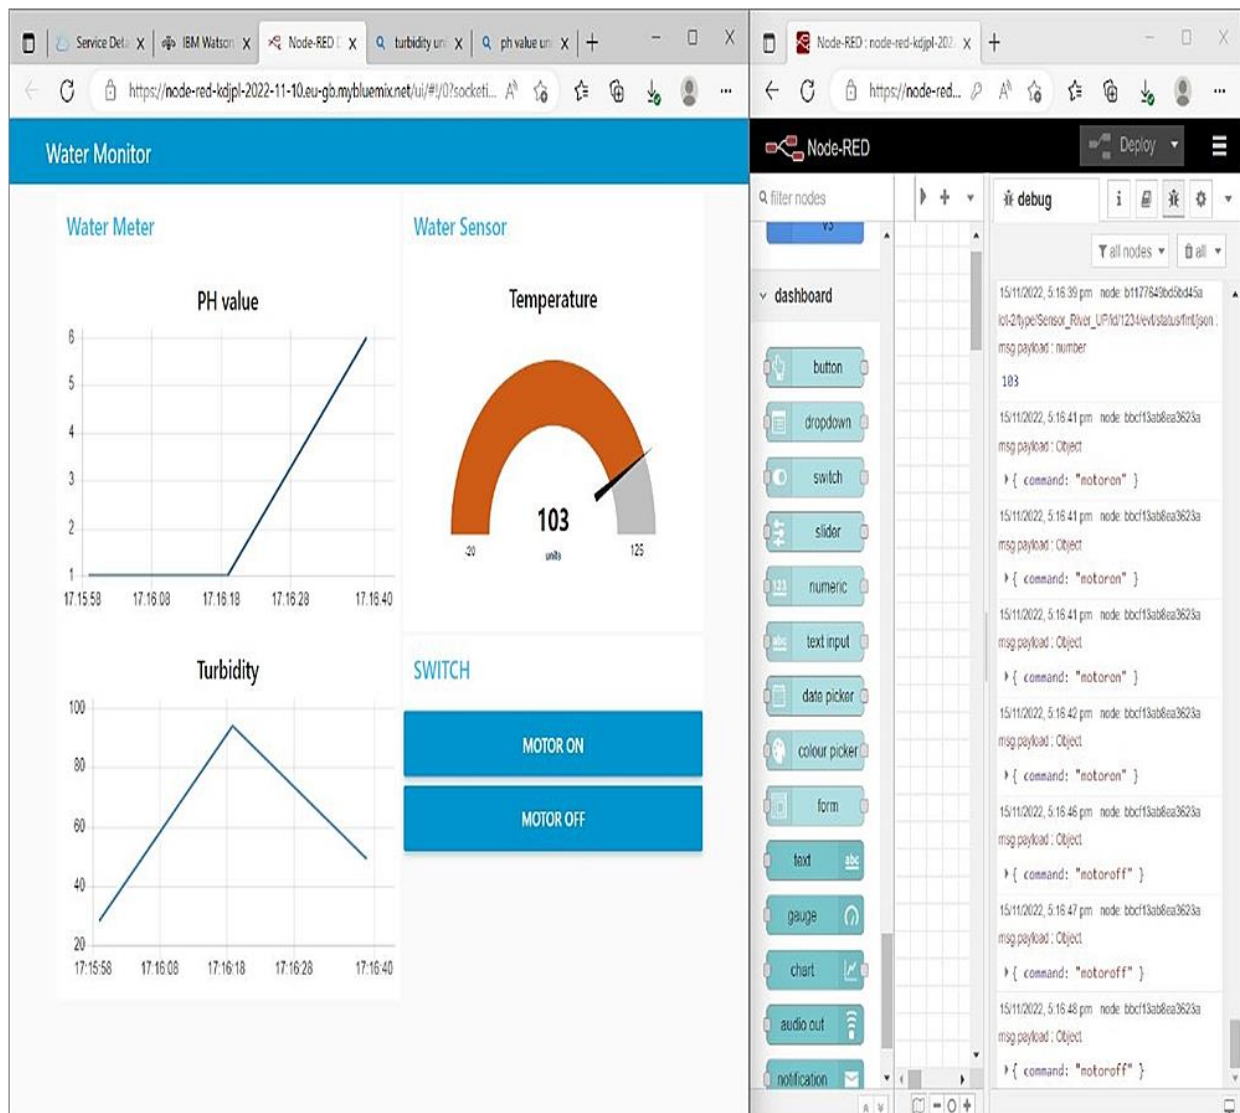 Service Deta
IBM Watson
Node-RED D
turbidity uni
ph value uni
https://node-red-kdjpl-2022-11-10.eu-gb.mybluemix.net/ui/#!/0?socketi...
Water Monitor
Water Meter
PH value
6
5
4
3
2
1
17:15:58 17:16:08 17:16:18 17:16:28 17:16:40
Turbidity
100
80
60
40
20
17:15:58 17:16:08 17:16:18 17:16:28 17:16:40
Water Sensor
Temperature
103
units
-20 125
SWITCH
MOTOR ON
MOTOR OFF
Node-RED : node-red-kdjpl-202
https://node-red...
Node-RED
Deploy
filter nodes
dashboard
button
dropdown
switch
slider
123 numeric
abc text input
date picker
colour picker
form
text abc
gauge
chart
audio out
notification
debug
i
all nodes
all
15/11/2022, 5:16:39 pm node: b1177649bd5bd45a
iot-2/type/Sensor_River_UP/id/1234/evt/status/fmt/json :
msg.payload : number
103
15/11/2022, 5:16:41 pm node: bbcf13ab8ea3623a
msg.payload : Object
{ command: "motoron" }
15/11/2022, 5:16:41 pm node: bbcf13ab8ea3623a
msg.payload : Object
{ command: "motoron" }
15/11/2022, 5:16:41 pm node: bbcf13ab8ea3623a
msg.payload : Object
{ command: "motoron" }
15/11/2022, 5:16:42 pm node: bbcf13ab8ea3623a
msg.payload : Object
{ command: "motoron" }
15/11/2022, 5:16:46 pm node: bbcf13ab8ea3623a
msg.payload : Object
{ command: "motoroff" }
15/11/2022, 5:16:47 pm node: bbcf13ab8ea3623a
msg.payload : Object
{ command: "motoroff" }
15/11/2022, 5:16:48 pm node: bbcf13ab8ea3623a
msg.payload : Object
{ command: "motoroff" }